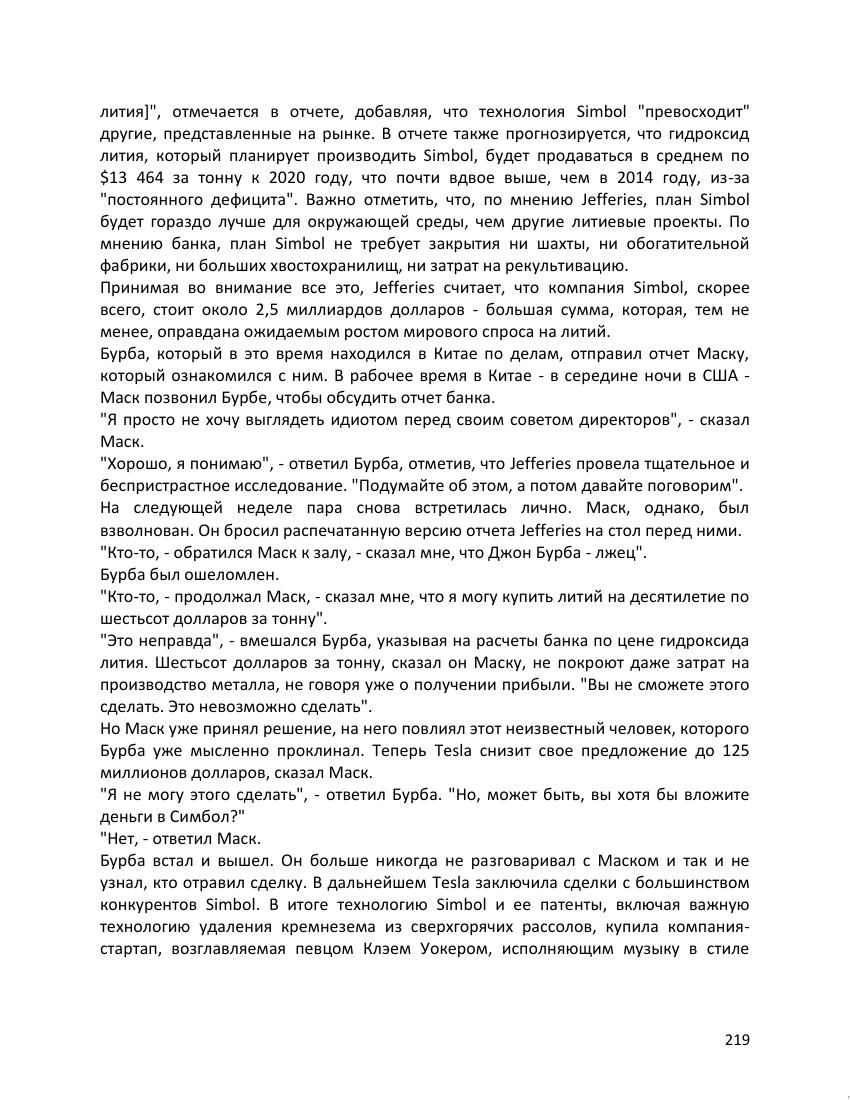 лития]", отмечается в отчете, добавляя, что технология Simbol "превосходит"
другие, представленные на рынке. В отчете также прогнозируется, что гидроксид
лития, который планирует производить Simbol, будет продаваться в среднем по
$13 464 за тонну к 2020 году, что почти вдвое выше, чем в 2014 году, из-за
"постоянного дефицита". Важно отметить, что, по мнению Jefferies, план Simbol
будет гораздо лучше для окружающей среды, чем другие литиевые проекты. По
мнению банка, план Simbol не требует закрытия ни шахты, ни обогатительной
фабрики, ни больших хвостохранилищ, ни затрат на рекультивацию.
Принимая во внимание все это, Jefferies считает, что компания Simbol, скорее
всего, стоит около 2,5 миллиардов долларов - большая сумма, которая, тем не
менее, оправдана ожидаемым ростом мирового спроса на литий.
Бурба, который в это время находился в Китае по делам, отправил отчет Маску,
который ознакомился с ним. В рабочее время в Китае - в середине ночи в США -
Маск позвонил Бурбе, чтобы обсудить отчет банка.
"Я просто не хочу выглядеть идиотом перед своим советом директоров", - сказал
Маск.
"Хорошо, я понимаю", - ответил Бурба, отметив, что Jefferies провела тщательное и
беспристрастное исследование. "Подумайте об этом, а потом давайте поговорим".
На следующей неделе пара снова встретилась лично. Маск, однако, был
взволнован. Он бросил распечатанную версию отчета Jefferies на стол перед ними.
"Кто-то, - обратился Маск к залу, - сказал мне, что Джон Бурба - лжец".
Бурба был ошеломлен.
"Кто-то, - продолжал Маск, - сказал мне, что я могу купить литий на десятилетие по
шестьсот долларов за тонну".
"Это неправда", - вмешался Бурба, указывая на расчеты банка по цене гидроксида
лития. Шестьсот долларов за тонну, сказал он Маску, не покроют даже затрат на
производство металла, не говоря уже о получении прибыли. "Вы не сможете этого
сделать. Это невозможно сделать".
Но Маск уже принял решение, на него повлиял этот неизвестный человек, которого
Бурба уже мысленно проклинал. Теперь Tesla снизит свое предложение до 125
миллионов долларов, сказал Маск.
"Я не могу этого сделать", - ответил Бурба. "Но, может быть, вы хотя бы вложите
деньги в Симбол?"
"Нет, - ответил Маск.
Бурба встал и вышел. Он больше никогда не разговаривал с Маском и так и не
узнал, кто отравил сделку. В дальнейшем Tesla заключила сделки с большинством
конкурентов Simbol. В итоге технологию Simbol и ее патенты, включая важную
технологию удаления кремнезема из сверхгорячих рассолов, купила компания-
стартап, возглавляемая певцом Клэем Уокером, исполняющим музыку в стиле
219